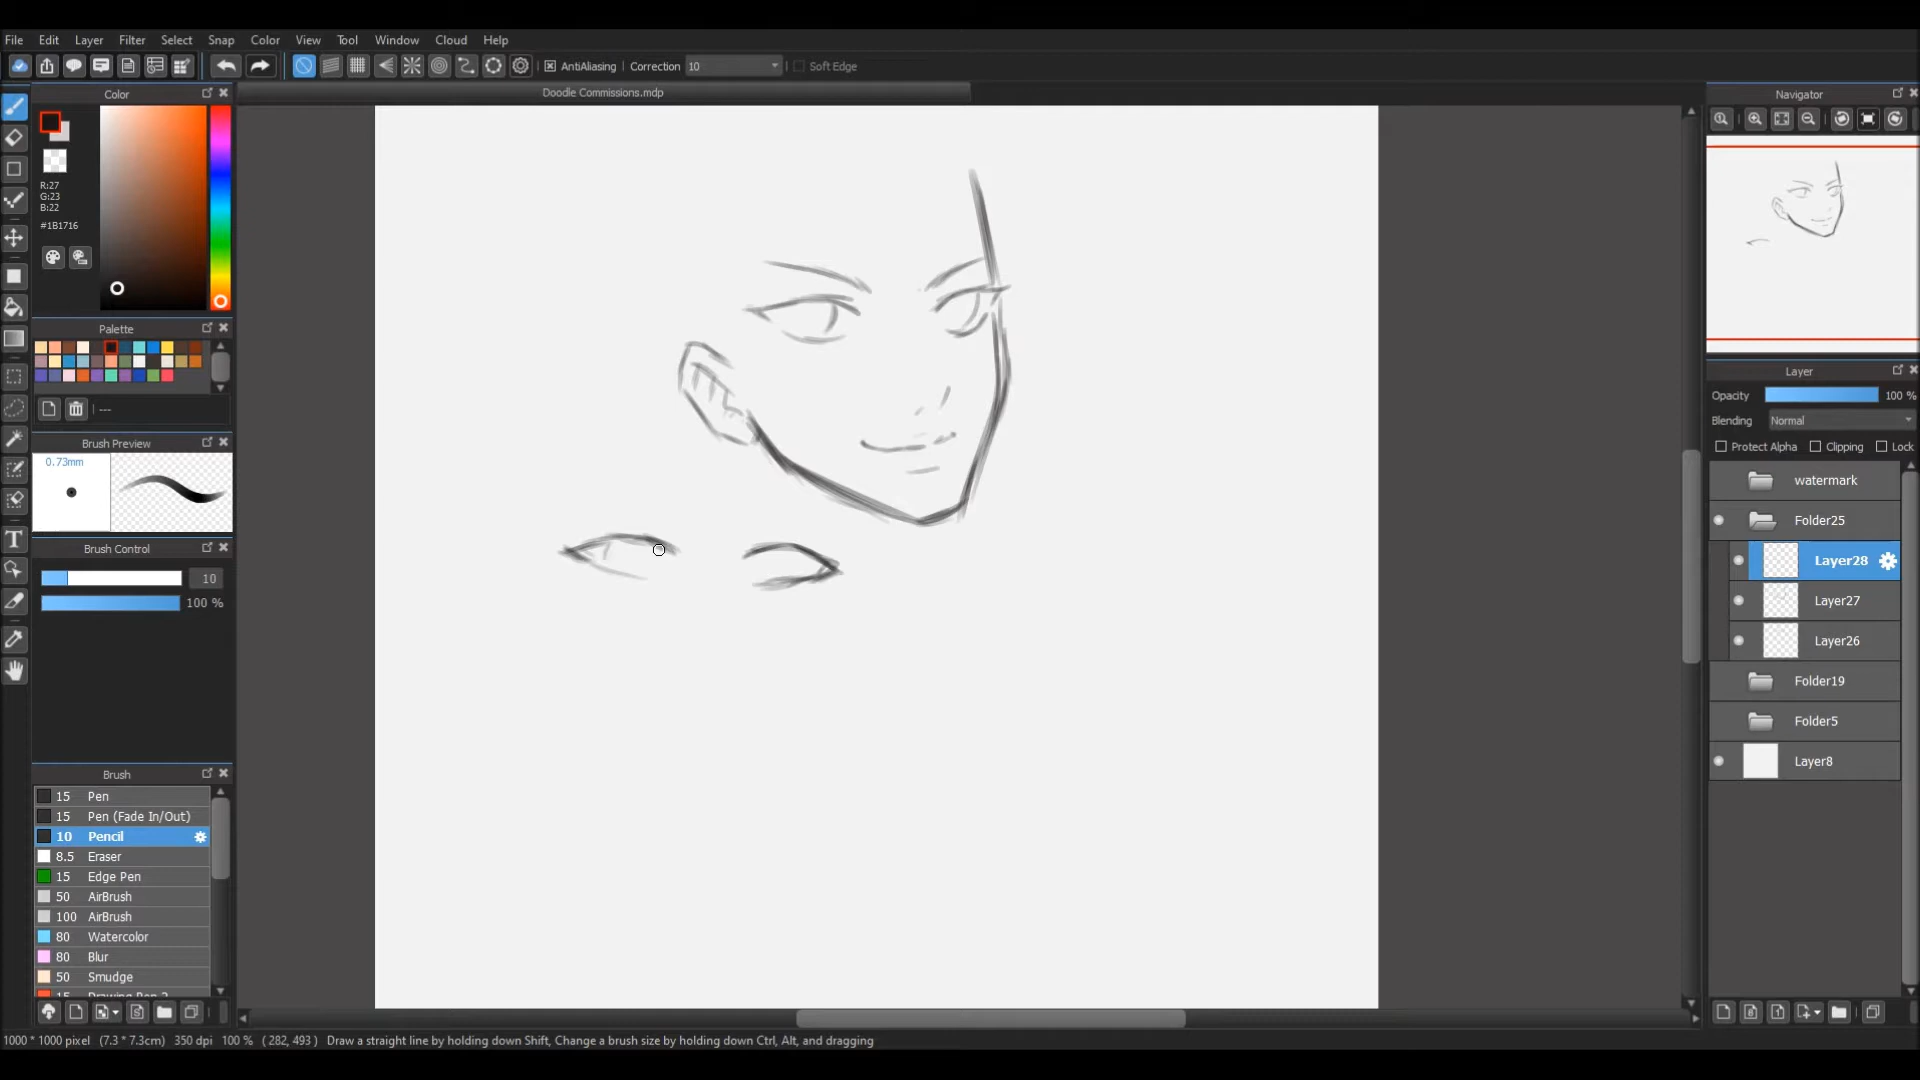 File Edit Layer Filter Select Snap Color View Tool Window Cloud Help
AntiAliasing Correction 10 Soft Edge
Doodle Commissions.mdp
Color
R:27
G:23
B:22
#1B1716
Palette
---
Brush Preview
0.73mm
Brush Control
10
100 %
Brush
15 Pen
15 Pen (Fade In/Out)
10 Pencil
8.5 Eraser
15 Edge Pen
50 AirBrush
100 AirBrush
80 Watercolor
80 Blur
50 Smudge
15 Drawing Pen 2
Navigator
Layer
Opacity 100 %
Blending Normal
Protect Alpha Clipping Lock
watermark
Folder25
Layer28
Layer27
Layer26
Folder19
Folder5
Layer8
1000 * 1000 pixel (7.3 * 7.3cm) 350 dpi 100 % ( 282, 493 ) Draw a straight line by holding down Shift, Change a brush size by holding down Ctrl, Alt, and dragging